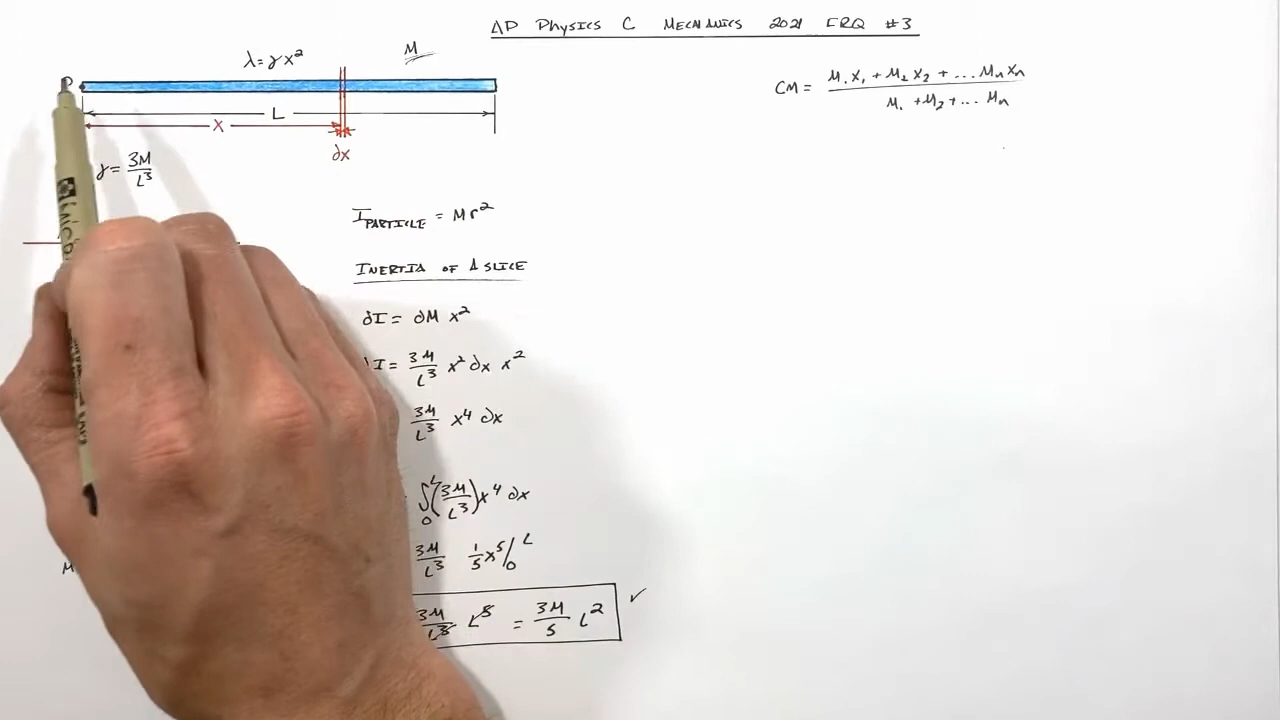 AP Physics C Mechanics 2021 FRQ #3
λ = γx²
M
P
L
X
dx
γ = 3M/L³
CM = (M₁x₁ + M₂x₂ + ... Mₙxₙ)/(M₁ + M₂ + ... Mₙ)
I PARTICLE = Mr²
INERTIA OF A SLICE
dI = dM x²
I = 3M/L³ x² dx x²
3M/L³ x⁴ dx
∫₀ᴸ (3M/L³) x⁴ dx
3M/L³ 1/5 x⁵ |₀ᴸ
3M/L³ L⁵ = 3M/5 L² ✓
M